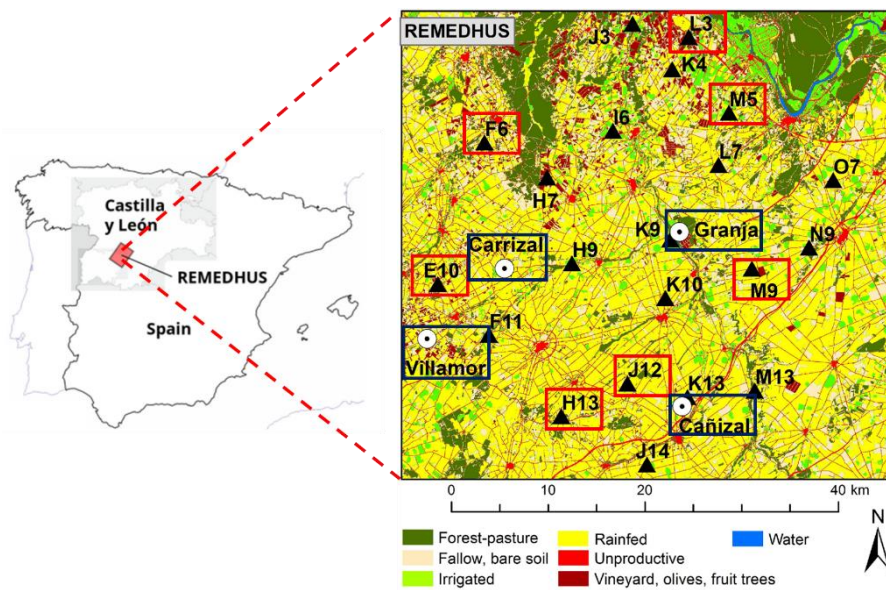 Castilla
y León
REMEDHUS
Spain
REMEDHUS
J3
L3
K4
M5
F6
I6
L7
O7
H7
K9
Granja
N9
Carrizal
H9
E10
M9
K10
F11
Villamor
J12
K13
M13
H13
Cañizal
J14
0 10 20 40 km
N
Forest-pasture
Rainfed
Water
Fallow, bare soil
Unproductive
Irrigated
Vineyard, olives, fruit trees